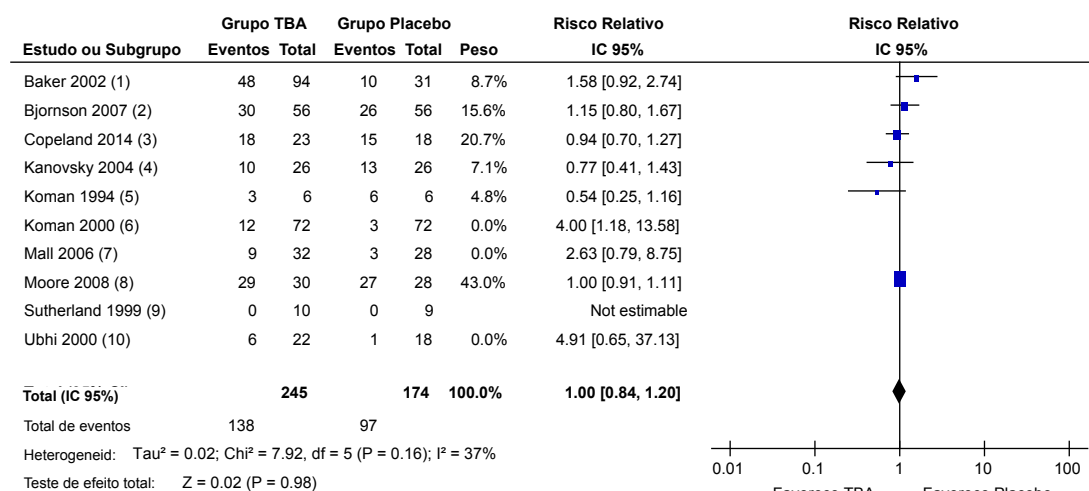 Grupo TBA Grupo Placebo Risco Relativo Risco Relativo
Estudo ou Subgrupo Eventos Total Eventos Total Peso IC 95% IC 95%
Baker 2002 (1) 48 94 10 31 8.7% 1.58 [0.92, 2.74]
Bjornson 2007 (2) 30 56 26 56 15.6% 1.15 [0.80, 1.67]
Copeland 2014 (3) 18 23 15 18 20.7% 0.94 [0.70, 1.27]
Kanovsky 2004 (4) 10 26 13 26 7.1% 0.77 [0.41, 1.43]
Koman 1994 (5) 3 6 6 6 4.8% 0.54 [0.25, 1.16]
Koman 2000 (6) 12 72 3 72 0.0% 4.00 [1.18, 13.58]
Mall 2006 (7) 9 32 3 28 0.0% 2.63 [0.79, 8.75]
Moore 2008 (8) 29 30 27 28 43.0% 1.00 [0.91, 1.11]
Sutherland 1999 (9) 0 10 0 9 Not estimable
Ubhi 2000 (10) 6 22 1 18 0.0% 4.91 [0.65, 37.13]
Total (IC 95%) 245 174 100.0% 1.00 [0.84, 1.20]
Total de eventos 138 97
Heterogeneid: Tau² = 0.02; Chi² = 7.92, df = 5 (P = 0.16); I² = 37%
Teste de efeito total: Z = 0.02 (P = 0.98)
0.01 0.1 1 10 100
Favorece TBA Favorece Placebo